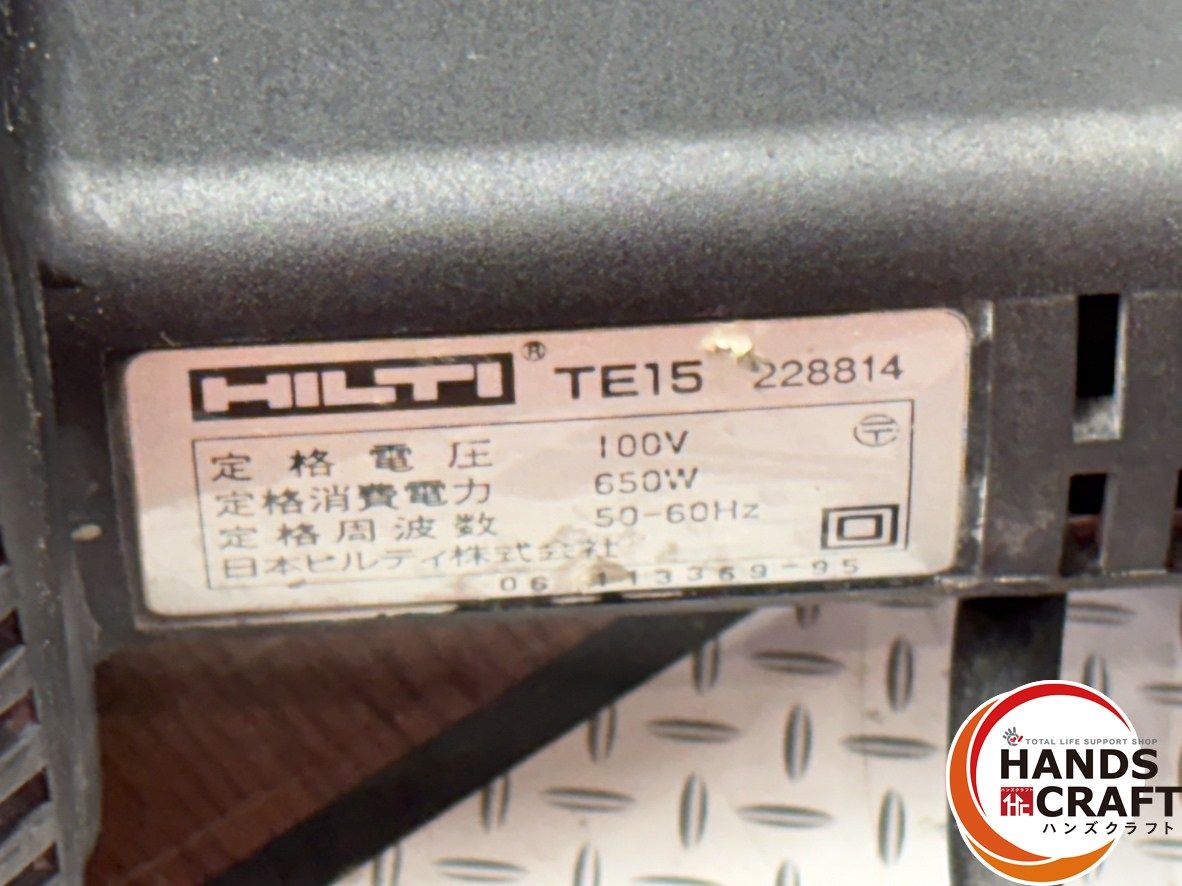 HILTI® TE15 228814
定格電圧 100V
定格消費電力 650W
定格周波数 50-60Hz
日本ヒルティ株式会社
06 113369-95
TOTAL LIFE SUPPORT SHOP
HANDS
CRAFT
ハンズクラフト